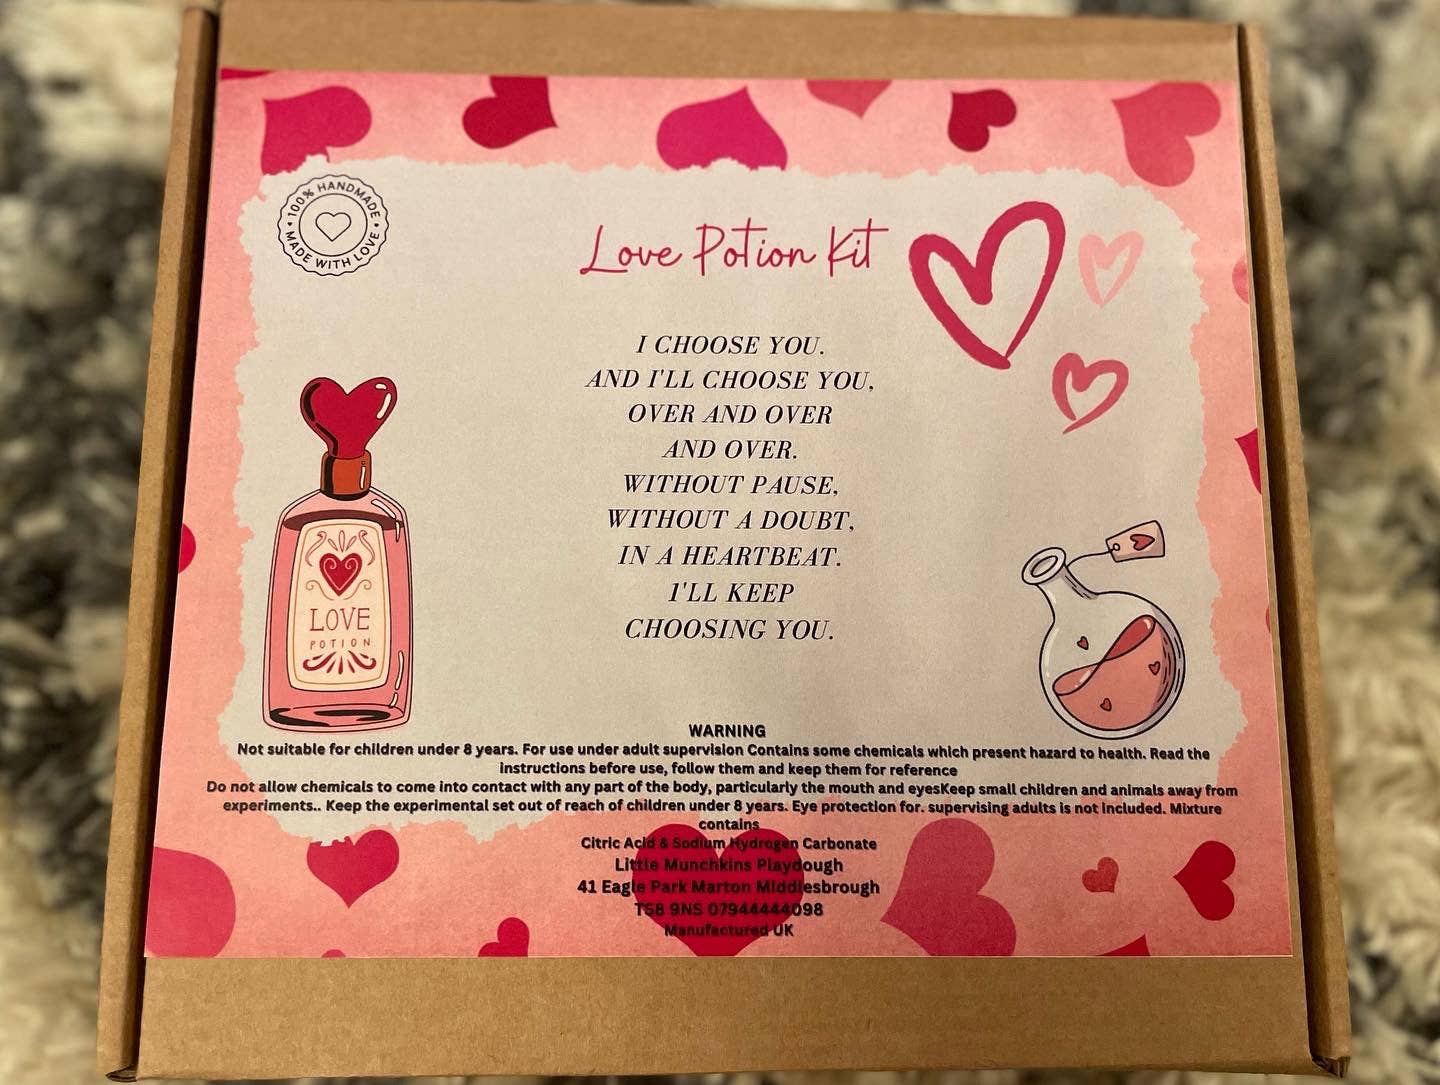 100% HANDMADE
MADE WITH LOVE
Love Potion Kit
I CHOOSE YOU.
AND I'LL CHOOSE YOU,
OVER AND OVER
AND OVER.
WITHOUT PAUSE,
WITHOUT A DOUBT,
IN A HEARTBEAT.
I'LL KEEP
CHOOSING YOU.
LOVE
POTION
WARNING
Not suitable for children under 8 years. For use under adult supervision Contains some chemicals which present hazard to health. Read the
instructions before use, follow them and keep them for reference
Do not allow chemicals to come into contact with any part of the body, particularly the mouth and eyesKeep small children and animals away from
experiments.. Keep the experimental set out of reach of children under 8 years. Eye protection for. supervising adults is not included. Mixture
contains
Citric Acid & Sodium Hydrogen Carbonate
Little Munchkins Playdough
41 Eagle Park Marton Middlesbrough
TS8 9NS 07944444098
Manufactured UK